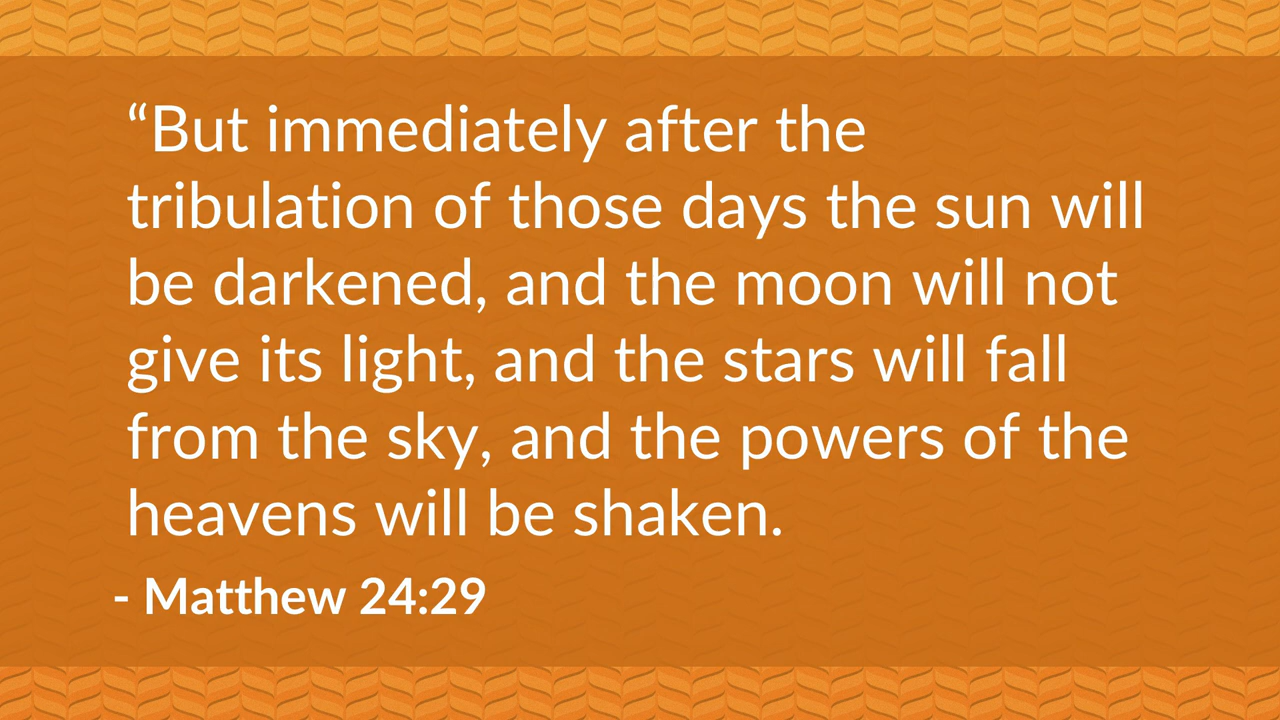 “But immediately after the
tribulation of those days the sun will
be darkened, and the moon will not
give its light, and the stars will fall
from the sky, and the powers of the
heavens will be shaken.
- Matthew 24:29